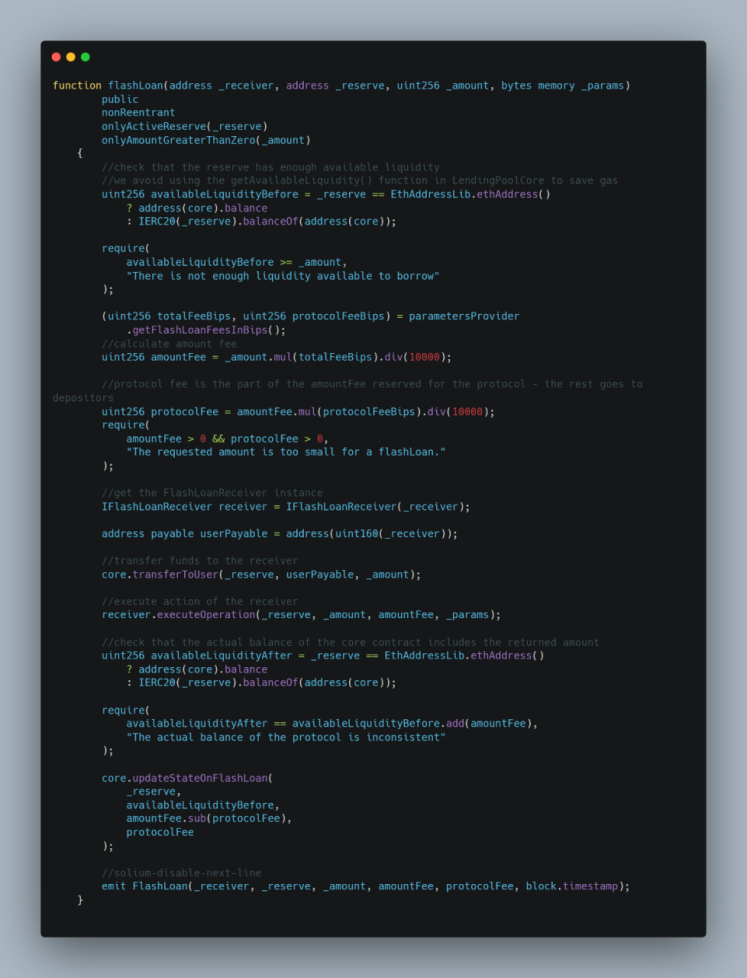 function flashLoan(address _receiver, address _reserve, uint256 _amount, bytes memory _params)
        public
        nonReentrant
        onlyActiveReserve(_reserve)
        onlyAmountGreaterThanZero(_amount)
    {
        //check that the reserve has enough available liquidity
        //we avoid using the getAvailableLiquidity() function in LendingPoolCore to save gas
        uint256 availableLiquidityBefore = _reserve == EthAddressLib.ethAddress()
            ? address(core).balance
            : IERC20(_reserve).balanceOf(address(core));

        require(
            availableLiquidityBefore >= _amount,
            "There is not enough liquidity available to borrow"
        );

        (uint256 totalFeeBips, uint256 protocolFeeBips) = parametersProvider
            .getFlashLoanFeesInBips();
        //calculate amount fee
        uint256 amountFee = _amount.mul(totalFeeBips).div(10000);

        //protocol fee is the part of the amountFee reserved for the protocol - the rest goes to
depositors
        uint256 protocolFee = amountFee.mul(protocolFeeBips).div(10000);
        require(
            amountFee > 0 && protocolFee > 0,
            "The requested amount is too small for a flashLoan."
        );

        //get the FlashLoanReceiver instance
        IFlashLoanReceiver receiver = IFlashLoanReceiver(_receiver);

        address payable userPayable = address(uint160(_receiver));

        //transfer funds to the receiver
        core.transferToUser(_reserve, userPayable, _amount);

        //execute action of the receiver
        receiver.executeOperation(_reserve, _amount, amountFee, _params);

        //check that the actual balance of the core contract includes the returned amount
        uint256 availableLiquidityAfter = _reserve == EthAddressLib.ethAddress()
            ? address(core).balance
            : IERC20(_reserve).balanceOf(address(core));

        require(
            availableLiquidityAfter == availableLiquidityBefore.add(amountFee),
            "The actual balance of the protocol is inconsistent"
        );

        core.updateStateOnFlashLoan(
            _reserve,
            availableLiquidityBefore,
            amountFee.sub(protocolFee),
            protocolFee
        );

        //solium-disable-next-line
        emit FlashLoan(_receiver, _reserve, _amount, amountFee, protocolFee, block.timestamp);
    }